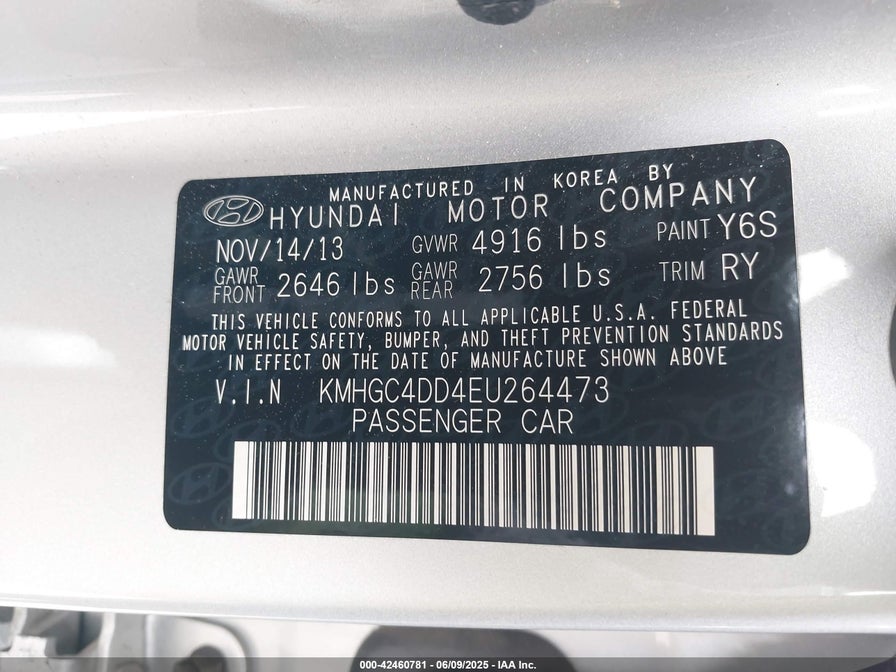 MANUFACTURED IN KOREA BY
HYUNDAI MOTOR COMPANY
NOV/14/13 GVWR 4916 lbs PAINT Y6S
GAWR FRONT 2646 lbs GAWR REAR 2756 lbs TRIM RY
THIS VEHICLE CONFORMS TO ALL APPLICABLE U.S.A. FEDERAL
MOTOR VEHICLE SAFETY, BUMPER, AND THEFT PREVENTION STANDARDS
IN EFFECT ON THE DATE OF MANUFACTURE SHOWN ABOVE
V.I.N KMHGC4DD4EU264473
PASSENGER CAR
000-42460781 - 06/09/2025 - IAA Inc.